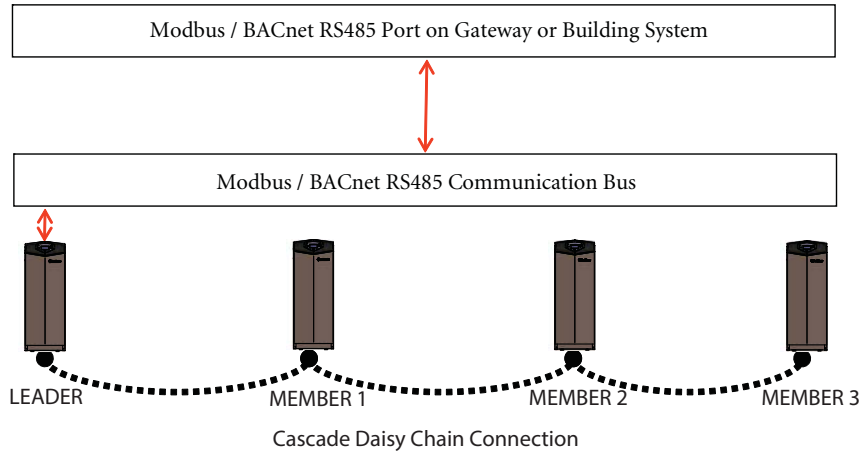 Modbus / BACnet RS485 Port on Gateway or Building System
Modbus / BACnet RS485 Communication Bus
LEADER
MEMBER 1
MEMBER 2
MEMBER 3
Cascade Daisy Chain Connection